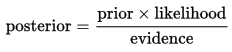 posterior = prior × likelihood / evidence